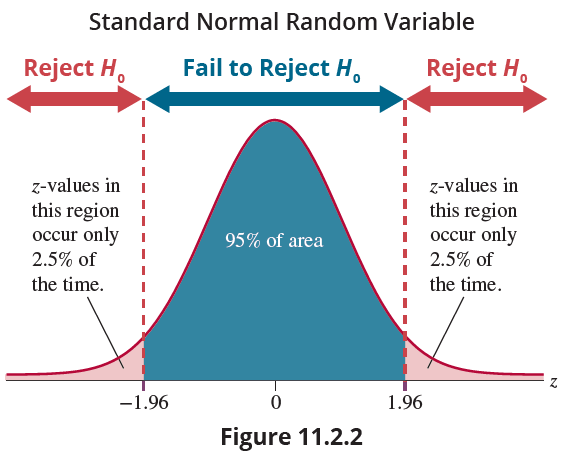 Standard Normal Random Variable
Reject H₀
Fail to Reject H₀
Reject H₀
z-values in
this region
occur only
2.5% of
the time.
95% of area
z-values in
this region
occur only
2.5% of
the time.
−1.96
0
1.96
z
Figure 11.2.2